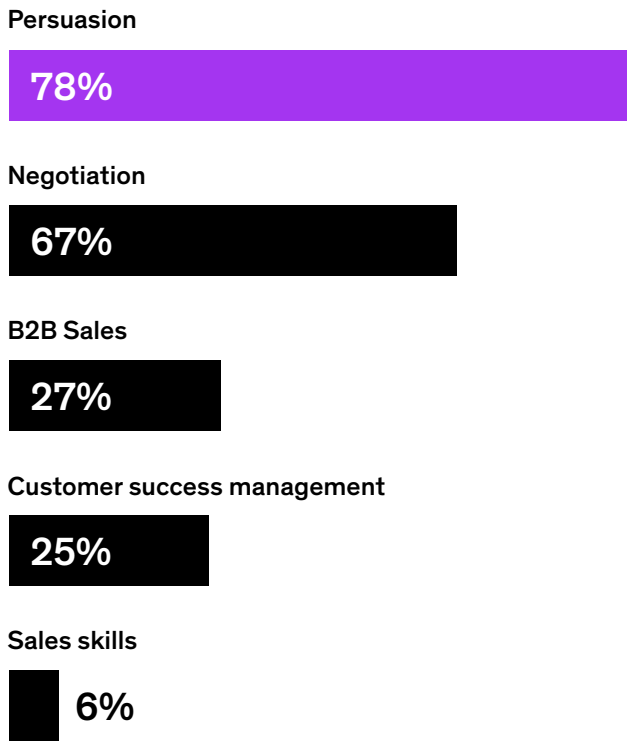 Persuasion
78%
Negotiation
67%
B2B Sales
27%
Customer success management
25%
Sales skills
6%